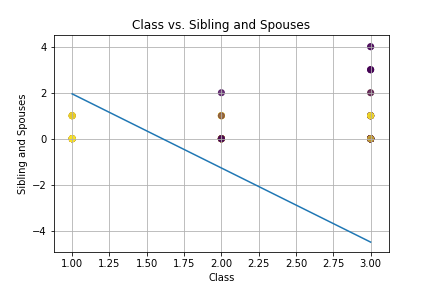 Class vs. Sibling and Spouses
4
2
0
−2
−4
Sibling and Spouses
1.00 1.25 1.50 1.75 2.00 2.25 2.50 2.75 3.00
Class